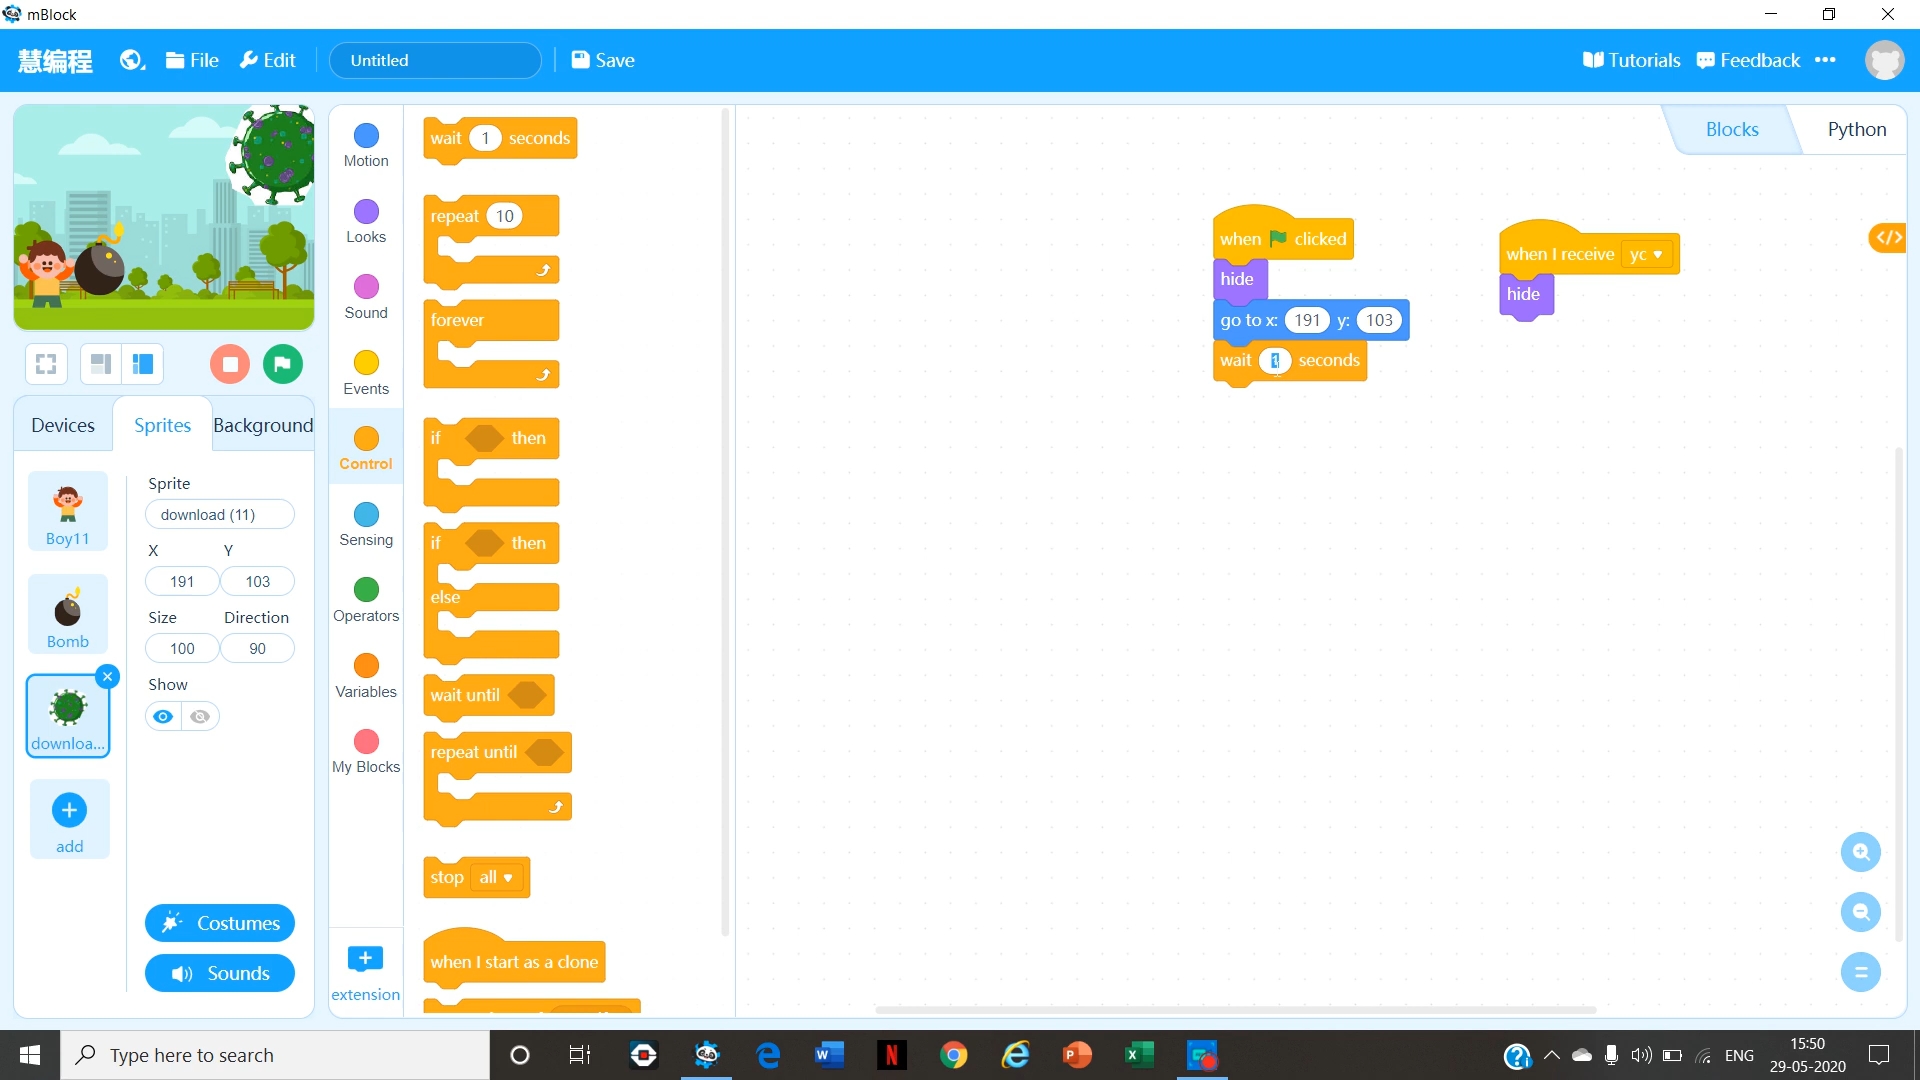 mBlock
慧编程
File
Edit
Untitled
Save
Tutorials
Feedback
Blocks
Python
Motion
Looks
Sound
Events
Control
Sensing
Operators
Variables
My Blocks
extension
wait 1 seconds
repeat 10
forever
if then
if then
else
wait until
repeat until
stop all
when I start as a clone
when clicked
hide
go to x: 191 y: 103
wait 1 seconds
when I receive yc
hide
Devices
Sprites
Background
Boy11
Bomb
downloa...
add
Sprite
download (11)
X Y
191 103
Size Direction
100 90
Show
Costumes
Sounds
Type here to search
ENG
15:50
29-05-2020